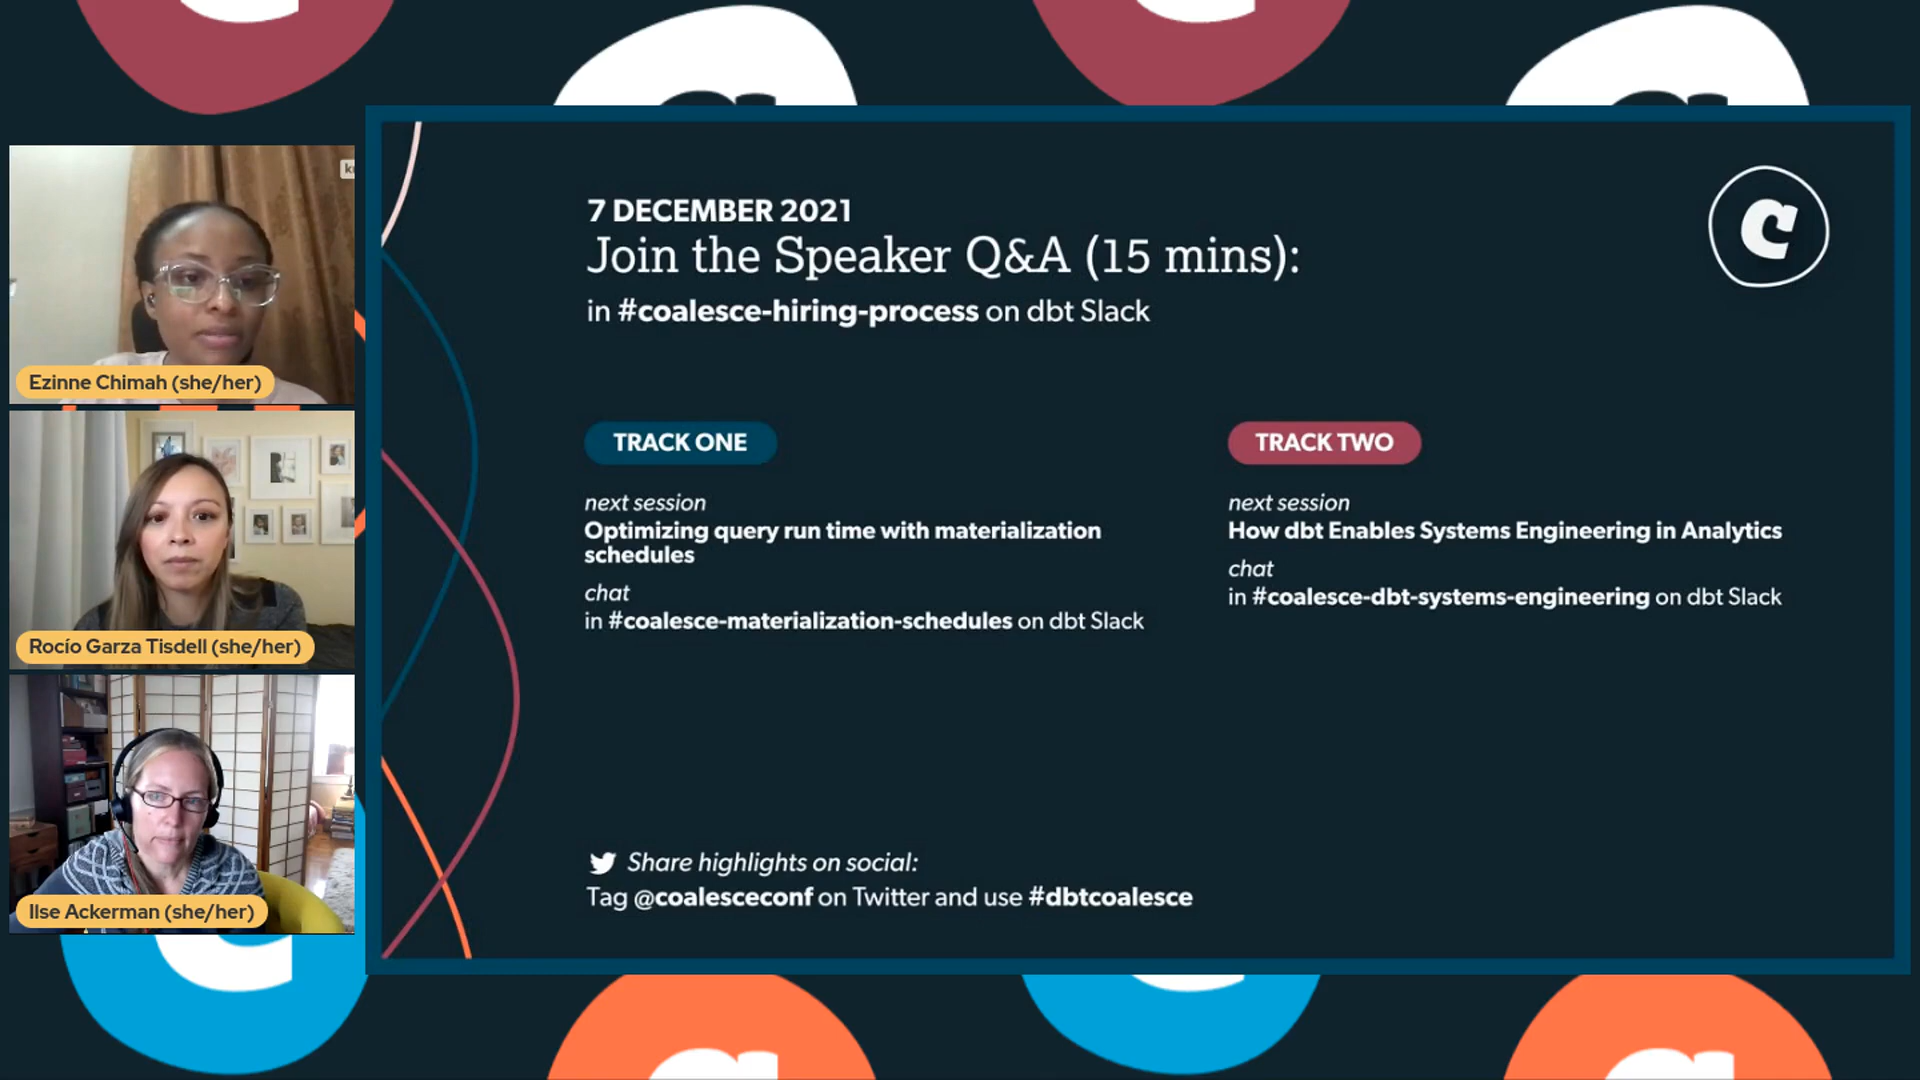 Ezinne Chimah (she/her)
Rocío Garza Tisdell (she/her)
Ilse Ackerman (she/her)
7 DECEMBER 2021
Join the Speaker Q&A (15 mins):
in #coalesce-hiring-process on dbt Slack
TRACK ONE
next session
Optimizing query run time with materialization
schedules
chat
in #coalesce-materialization-schedules on dbt Slack
TRACK TWO
next session
How dbt Enables Systems Engineering in Analytics
chat
in #coalesce-dbt-systems-engineering on dbt Slack
Share highlights on social:
Tag @coalesceconf on Twitter and use #dbtcoalesce